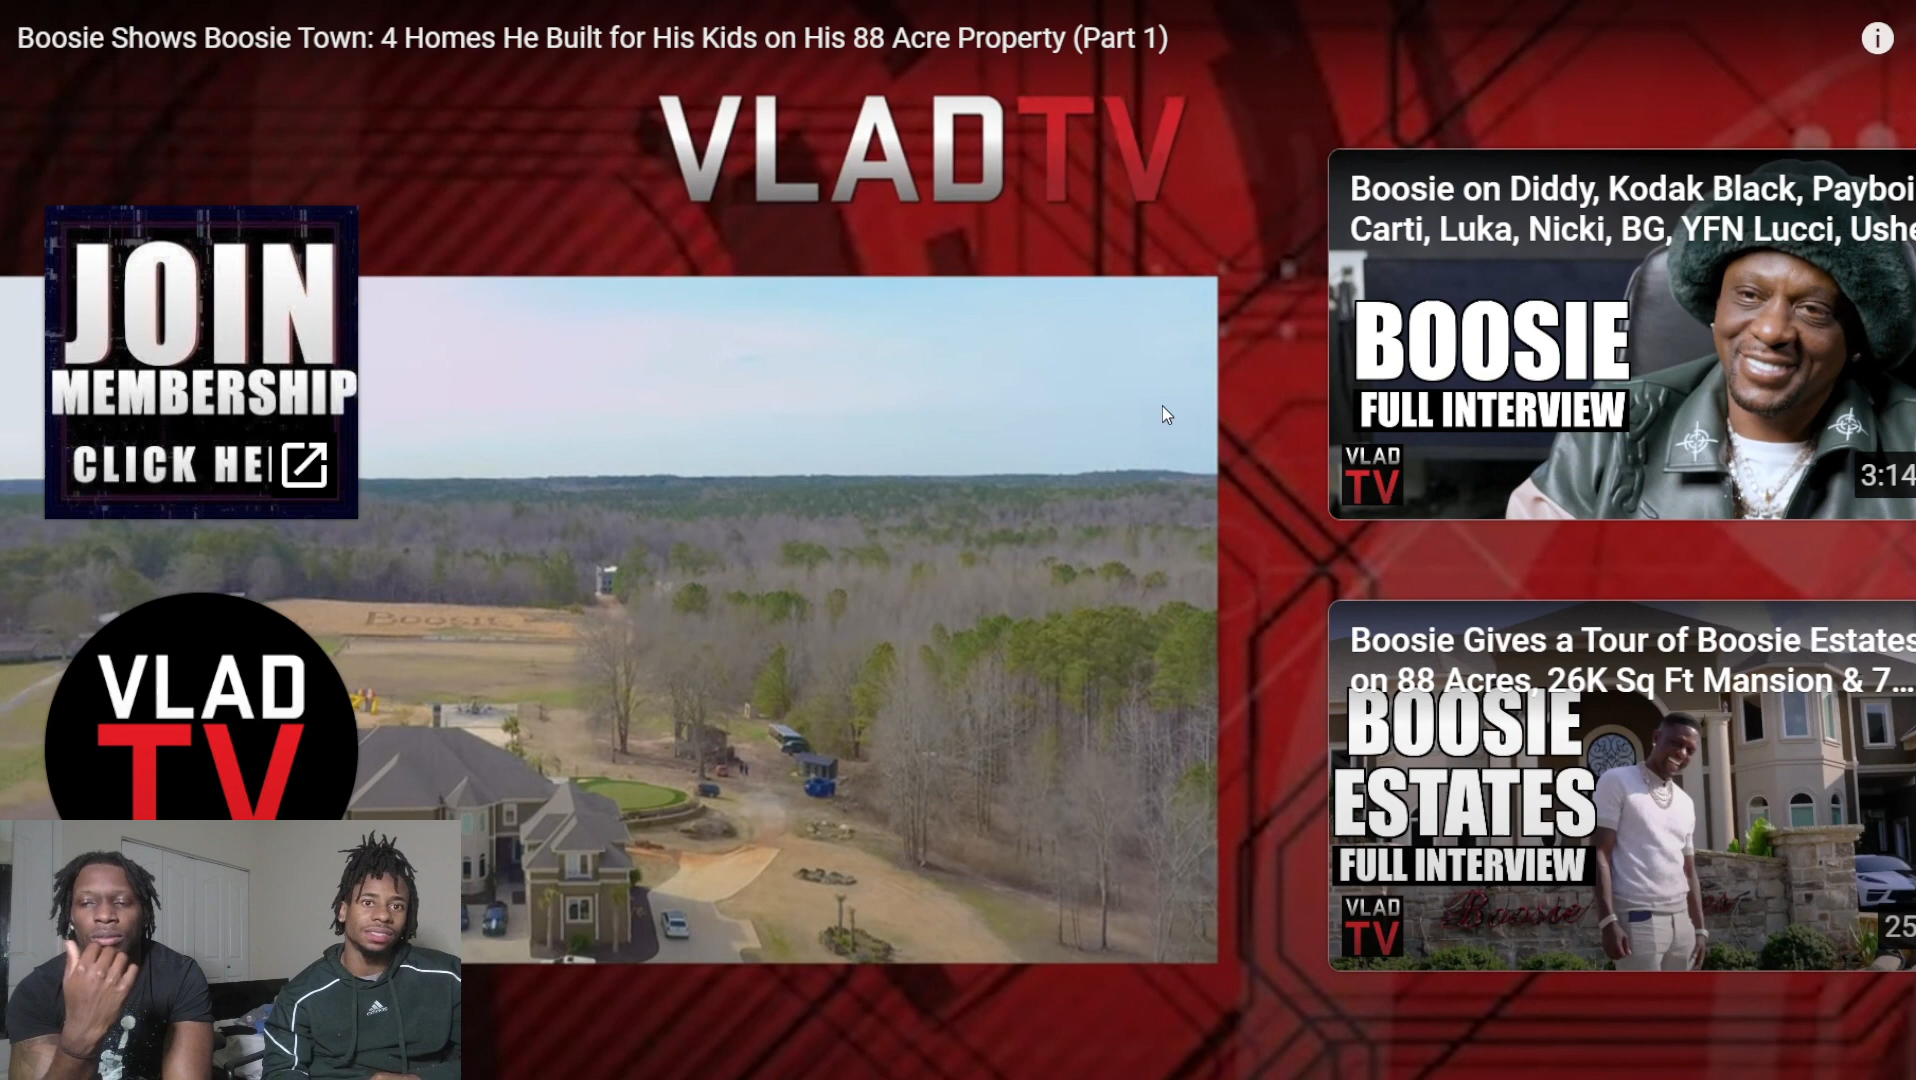 Boosie Shows Boosie Town: 4 Homes He Built for His Kids on His 88 Acre Property (Part 1)
VLADTV
JOIN
MEMBERSHIP
CLICK HE
Boosie
VLAD
TV
Boosie on Diddy, Kodak Black, Payboi
Carti, Luka, Nicki, BG, YFN Lucci, Ushe
BOOSIE
FULL INTERVIEW
VLAD
TV
3:14
Boosie Gives a Tour of Boosie Estates
on 88 Acres, 26K Sq Ft Mansion & 7...
BOOSIE
ESTATES
FULL INTERVIEW
VLAD
TV
Boosie
25
adidas